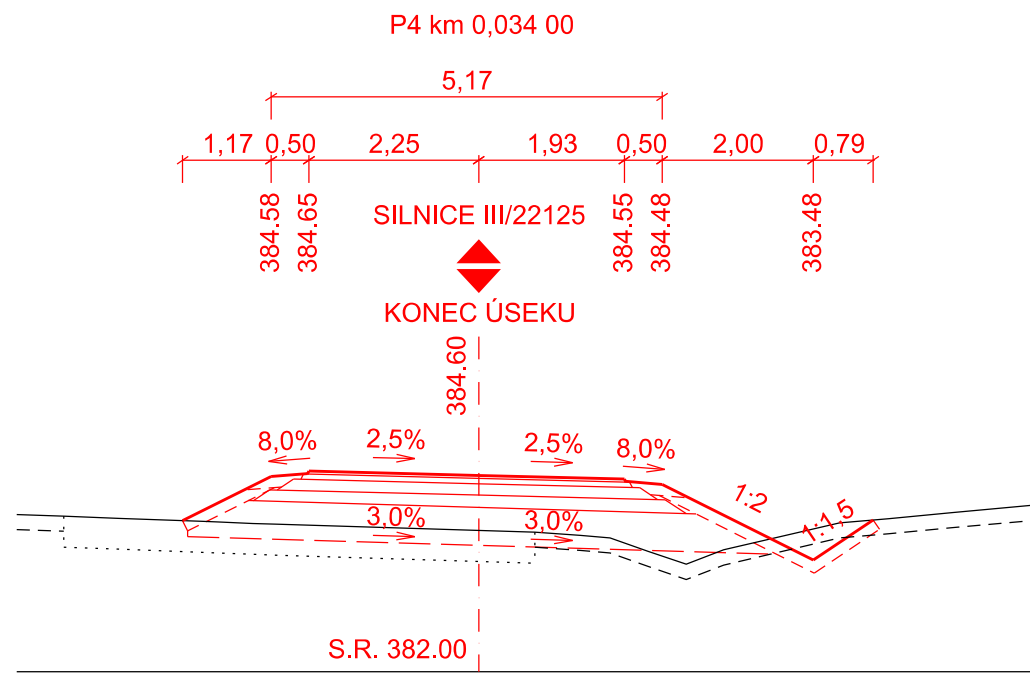 P4 km 0,034 00
5,17
1,17 0,50 2,25 1,93 0,50 2,00 0,79
384.58 384.65 384.55 384.48 383.48
SILNICE III/22125
KONEC ÚSEKU
384.60
8,0% 2,5% 2,5% 8,0%
1:2 1:1,5
3,0% 3,0%
S.R. 382.00